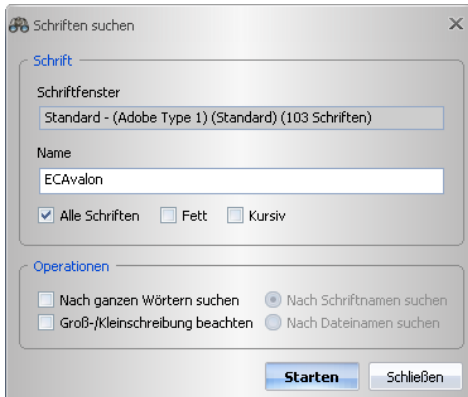 Schriften suchen
Schrift
Schriftfenster
Standard - (Adobe Type 1) (Standard) (103 Schriften)
Name
ECAvalon
Alle Schriften Fett Kursiv
Operationen
Nach ganzen Wörtern suchen Nach Schriftnamen suchen
Groß-/Kleinschreibung beachten Nach Dateinamen suchen
Starten Schließen